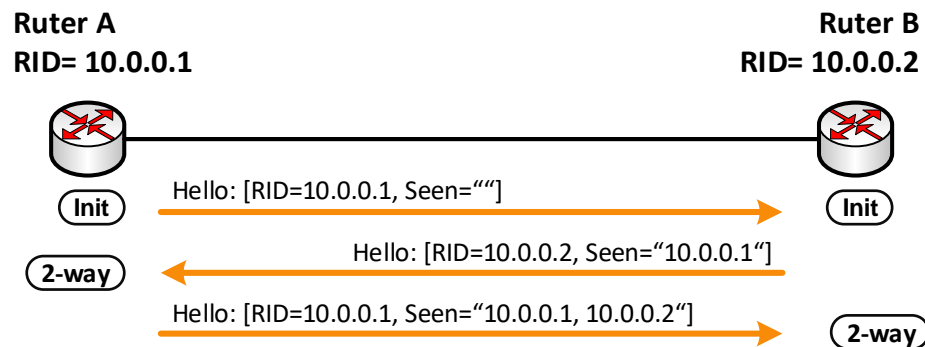 Ruter A
RID= 10.0.0.1
Ruter B
RID= 10.0.0.2
Init
Hello: [RID=10.0.0.1, Seen=““]
Init
Hello: [RID=10.0.0.2, Seen=“10.0.0.1“]
2-way
Hello: [RID=10.0.0.1, Seen=“10.0.0.1, 10.0.0.2“]
2-way